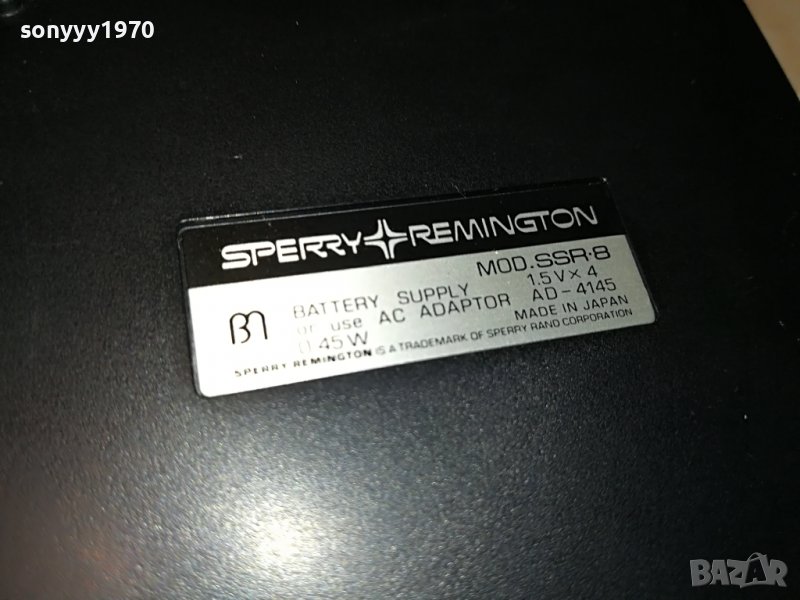 sonyyy1970
SPERRY REMINGTON
MOD.SSR·8
BATTERY SUPPLY 1.5V×4
or use AC ADAPTOR AD-4145
0.45W MADE IN JAPAN
SPERRY REMINGTON IS A TRADEMARK OF SPERRY RAND CORPORATION
BAZAR